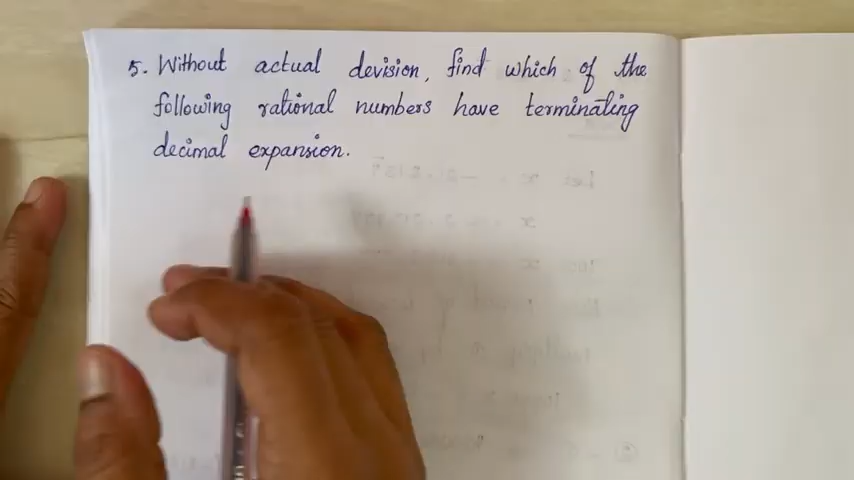 5. Without actual devision, find which of the
following rational numbers have terminating
decimal expansion.